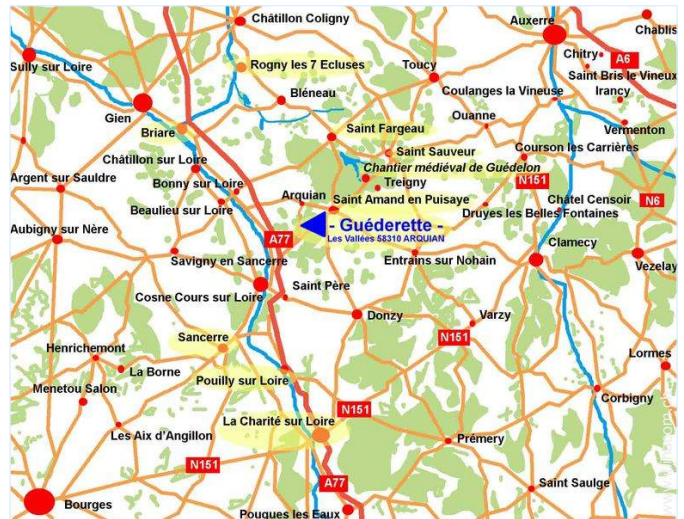 Châtillon Coligny
Auxerre
Chablis
Sully sur Loire
Rogny les 7 Ecluses
Toucy
Chitry
A6
Saint Bris le Vineux
Bléneau
Coulanges la Vineuse
Irancy
Gien
Briare
Saint Fargeau
Ouanne
Vermenton
Châtillon sur Loire
Saint Sauveur
Courson les Carrières
Chantier médiéval de Guédelon
Argent sur Sauldre
Bonny sur Loire
Treigny
N151
Arquian
Saint Amand en Puisaye
Châtel Censoir
N6
Beaulieu sur Loire
Druyes les Belles Fontaines
Aubigny sur Nère
- Guéderette -
A77
Les Vallées 58310 ARQUIAN
Clamecy
Savigny en Sancerre
Entrains sur Nohain
Vezelay
Cosne Cours sur Loire
Saint Père
Donzy
Varzy
Sancerre
N151
Henrichemont
Lormes
La Borne
Pouilly sur Loire
Menetou Salon
Corbigny
N151
La Charité sur Loire
Les Aix d'Angillon
Prémery
N151
A77
Saint Saulge
Bourges
Pougues les Eaux